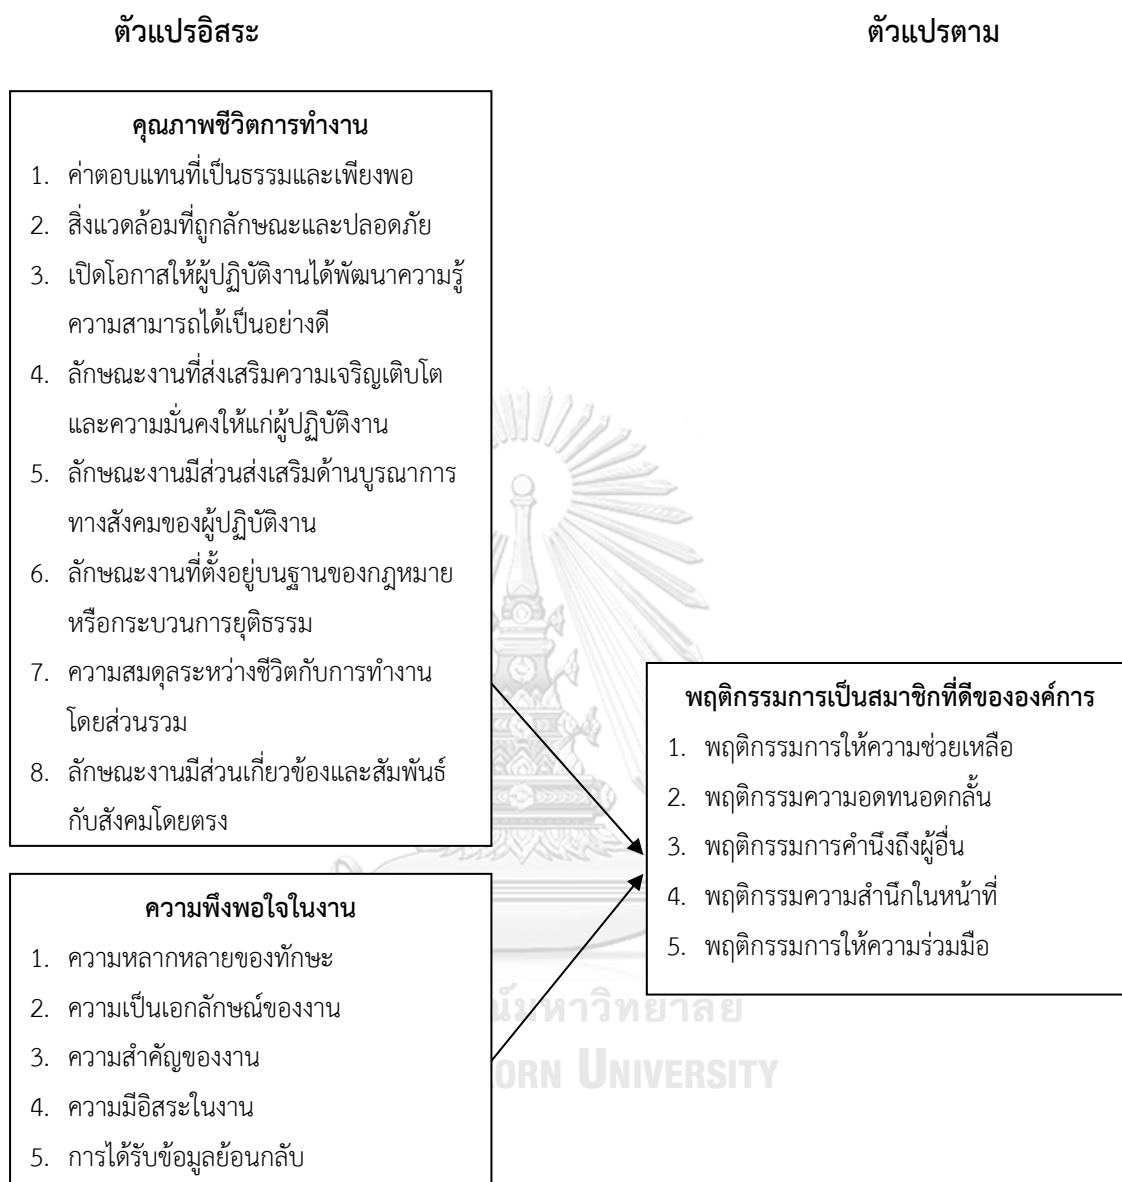 ตัวแปรอิสระ
ตัวแปรตาม
คุณภาพชีวิตการทำงาน
1. ค่าตอบแทนที่เป็นธรรมและเพียงพอ
2. สิ่งแวดล้อมที่ถูกลักษณะและปลอดภัย
3. เปิดโอกาสให้ผู้ปฏิบัติงานได้พัฒนาความรู้
ความสามารถได้เป็นอย่างดี
4. ลักษณะงานที่ส่งเสริมความเจริญเติบโต
และความมั่นคงให้แก่ผู้ปฏิบัติงาน
5. ลักษณะงานมีส่วนส่งเสริมด้านบูรณาการ
ทางสังคมของผู้ปฏิบัติงาน
6. ลักษณะงานที่ตั้งอยู่บนฐานของกฎหมาย
หรือกระบวนการยุติธรรม
7. ความสมดุลระหว่างชีวิตกับการทำงาน
โดยส่วนรวม
8. ลักษณะงานมีส่วนเกี่ยวข้องและสัมพันธ์
กับสังคมโดยตรง
ความพึงพอใจในงาน
1. ความหลากหลายของทักษะ
2. ความเป็นเอกลักษณ์ของงาน
3. ความสำคัญของงาน
4. ความมีอิสระในงาน
5. การได้รับข้อมูลย้อนกลับ
พฤติกรรมการเป็นสมาชิกที่ดีขององค์การ
1. พฤติกรรมการให้ความช่วยเหลือ
2. พฤติกรรมความอดทนอดกลั้น
3. พฤติกรรมการคำนึงถึงผู้อื่น
4. พฤติกรรมความสำนึกในหน้าที่
5. พฤติกรรมการให้ความร่วมมือ
มหาวิทยาลัย
ORN UNIVERSITY